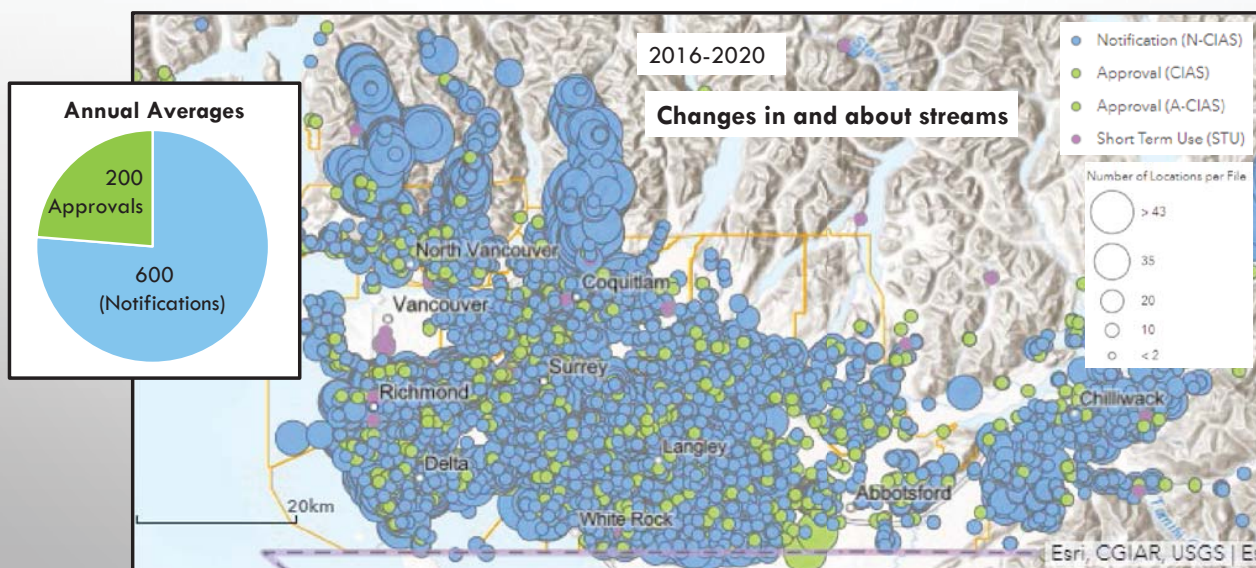 Annual Averages
200
Approvals
600
(Notifications)
2016-2020
Changes in and about streams
Notification (N-CIAS)
Approval (CIAS)
Approval (A-CIAS)
Short Term Use (STU)
Number of Locations per File
> 43
35
20
10
< 2
North Vancouver
Coquitlam
Vancouver
Surrey
Richmond
Chilliwack
Langley
Delta
Abbotsford
20km
White Rock
Esri, CGIAR, USGS | E